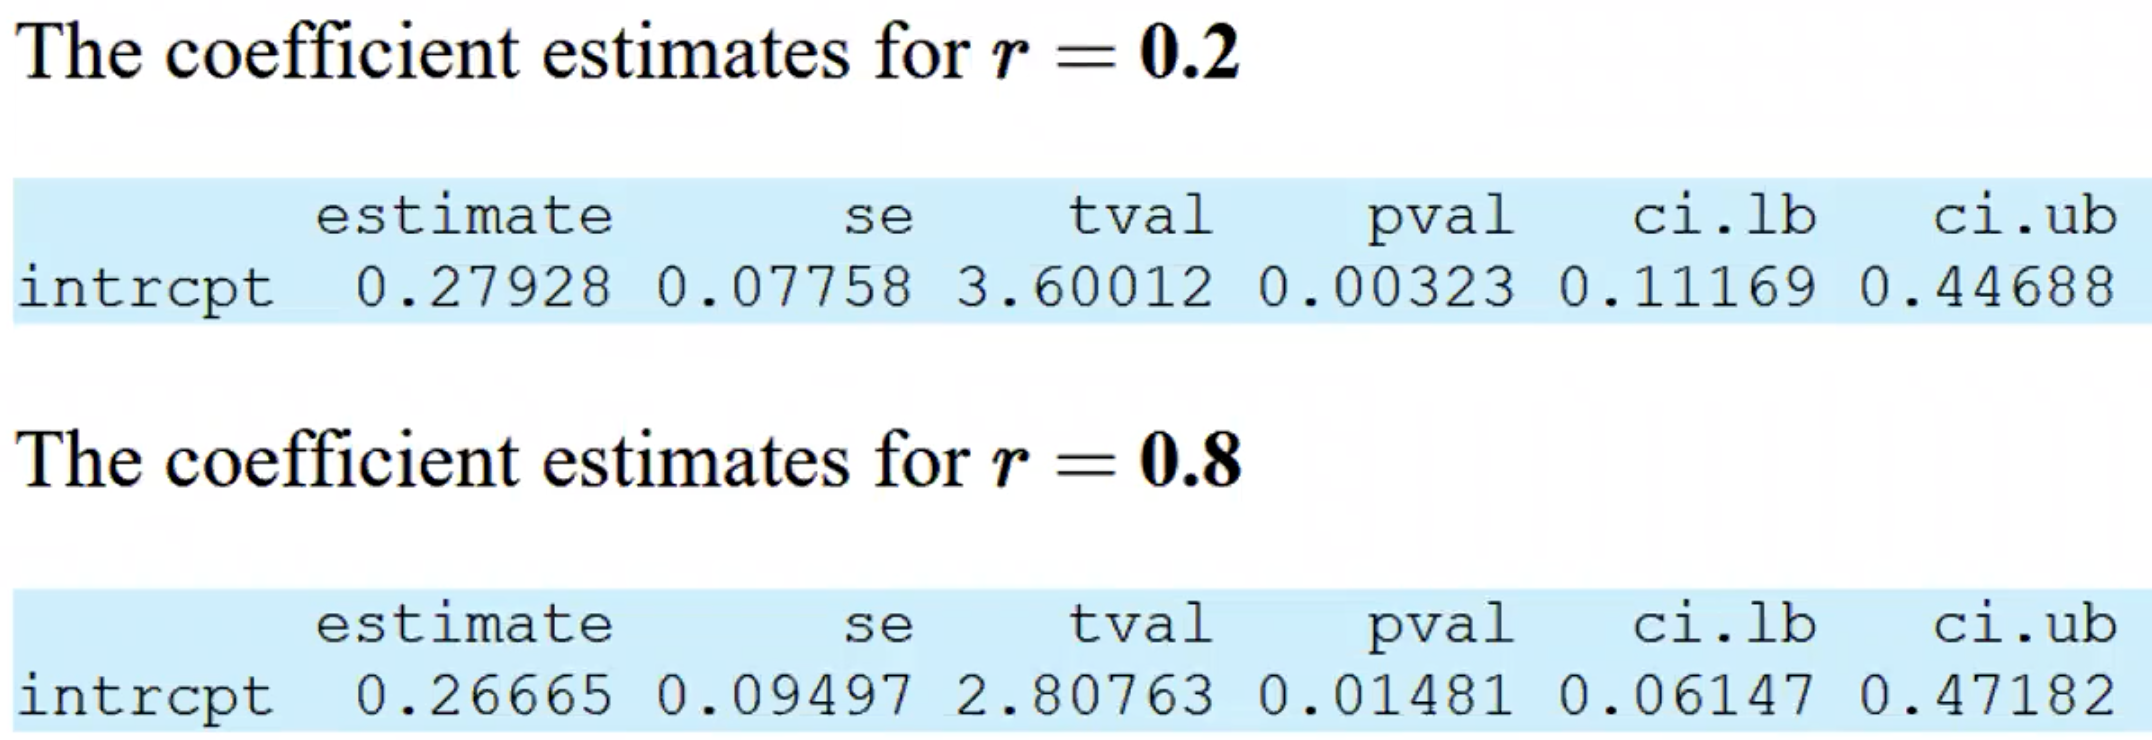 The coefficient estimates for r = 0.2
estimate se tval pval ci.lb ci.ub
intrcpt 0.27928 0.07758 3.60012 0.00323 0.11169 0.44688
The coefficient estimates for r = 0.8
estimate se tval pval ci.lb ci.ub
intrcpt 0.26665 0.09497 2.80763 0.01481 0.06147 0.47182